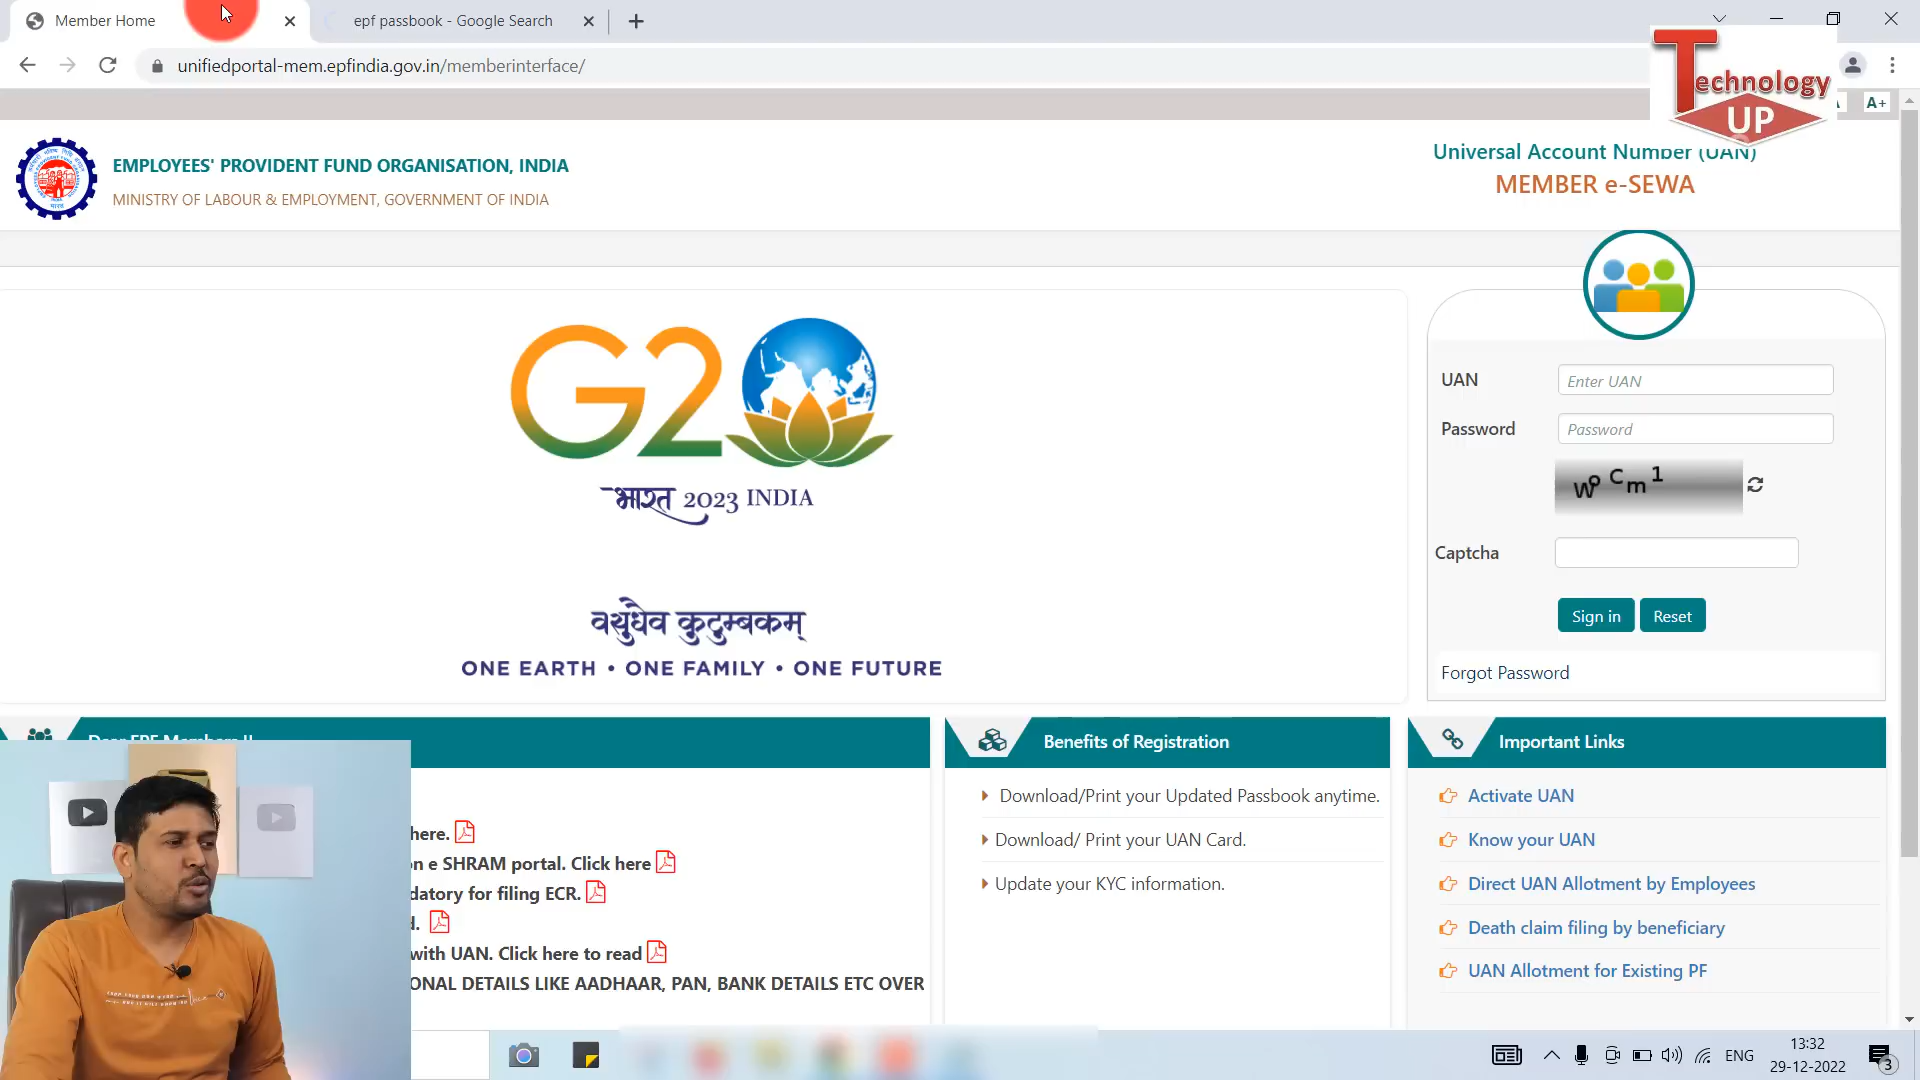 Member Home
epf passbook - Google Search
unifiedportal-mem.epfindia.gov.in/memberinterface/
Technology
UP
A+
EMPLOYEES' PROVIDENT FUND ORGANISATION, INDIA
MINISTRY OF LABOUR & EMPLOYMENT, GOVERNMENT OF INDIA
Universal Account Number (UAN)
MEMBER e-SEWA
G20
भारत 2023 INDIA
वसुधैव कुटुम्बकम्
ONE EARTH • ONE FAMILY • ONE FUTURE
UAN
Enter UAN
Password
Password
W P C m 1
Captcha
Sign in
Reset
Forgot Password
Dear EPF Members !!
here.
n e SHRAM portal. Click here
datory for filing ECR.
d.
with UAN. Click here to read
ONAL DETAILS LIKE AADHAAR, PAN, BANK DETAILS ETC OVER
Benefits of Registration
Download/Print your Updated Passbook anytime.
Download/ Print your UAN Card.
Update your KYC information.
Important Links
Activate UAN
Know your UAN
Direct UAN Allotment by Employees
Death claim filing by beneficiary
UAN Allotment for Existing PF
ENG
13:32
29-12-2022
3